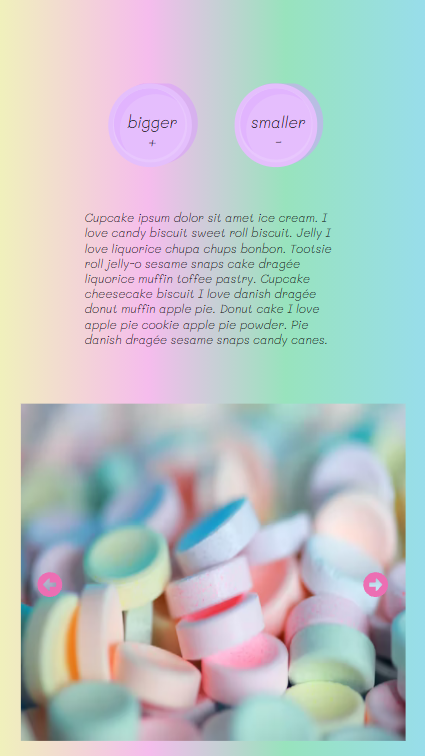 bigger
+
smaller
-
Cupcake ipsum dolor sit amet ice cream. I
love candy biscuit sweet roll biscuit. Jelly I
love liquorice chupa chups bonbon. Tootsie
roll jelly-o sesame snaps cake dragée
liquorice muffin toffee pastry. Cupcake
cheesecake biscuit I love danish dragée
donut muffin apple pie. Donut cake I love
apple pie cookie apple pie powder. Pie
danish dragée sesame snaps candy canes.